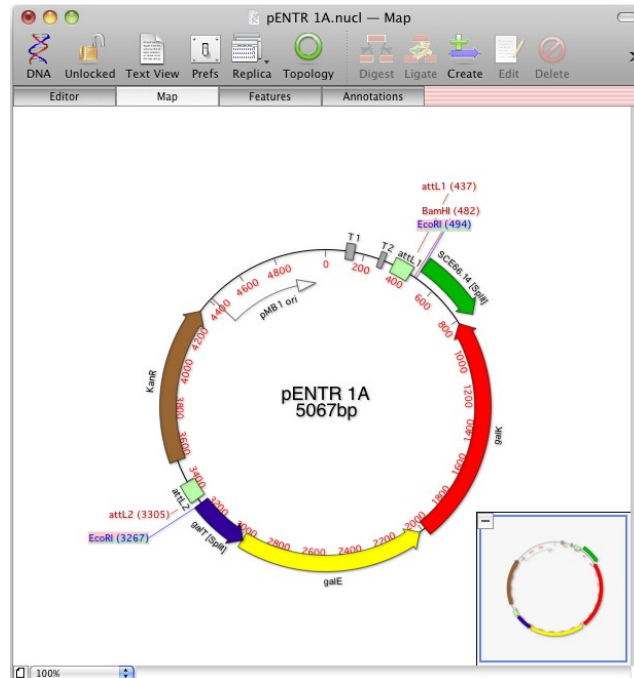 pENTR 1A.nucl — Map
DNA Unlocked Text View Prefs Replica Topology Digest Ligate Create Edit Delete
Editor Map Features Annotations
attL1 (437)
BamHI (482)
EcoRI (494)
T1
T2
attL1
SCE66.14 [Split]
0
200
400
600
800
1000
1200
1400
1600
1800
2000
2200
2400
2600
2800
3000
3200
3400
3600
3800
4000
4200
4400
4600
4800
pMB1 ori
KanR
pENTR 1A
5067bp
galK
attL2
attL2 (3305)
EcoRI (3267)
galT [Split]
galE
100%